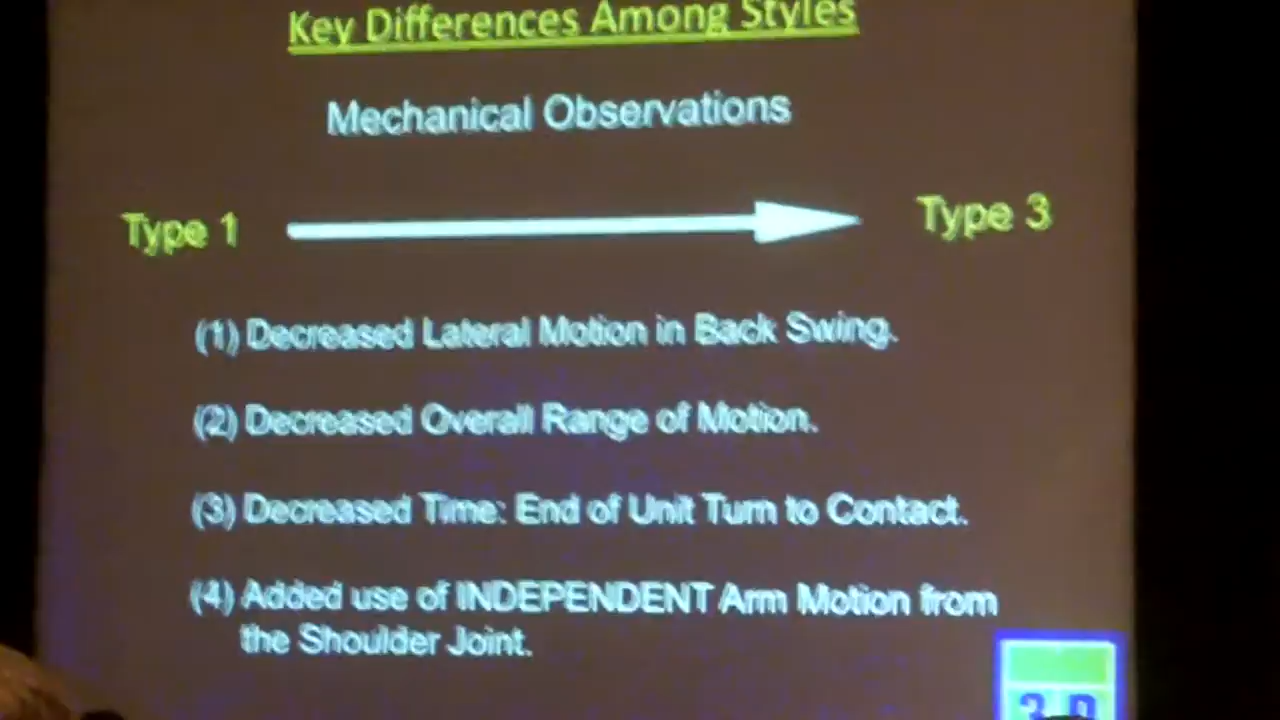 Key Differences Among Styles
Mechanical Observations
Type 1
Type 3
(1) Decreased Lateral Motion in Back Swing.
(2) Decreased Overall Range of Motion.
(3) Decreased Time: End of Unit Turn to Contact.
(4) Added use of INDEPENDENT Arm Motion from
the Shoulder Joint.
3-D